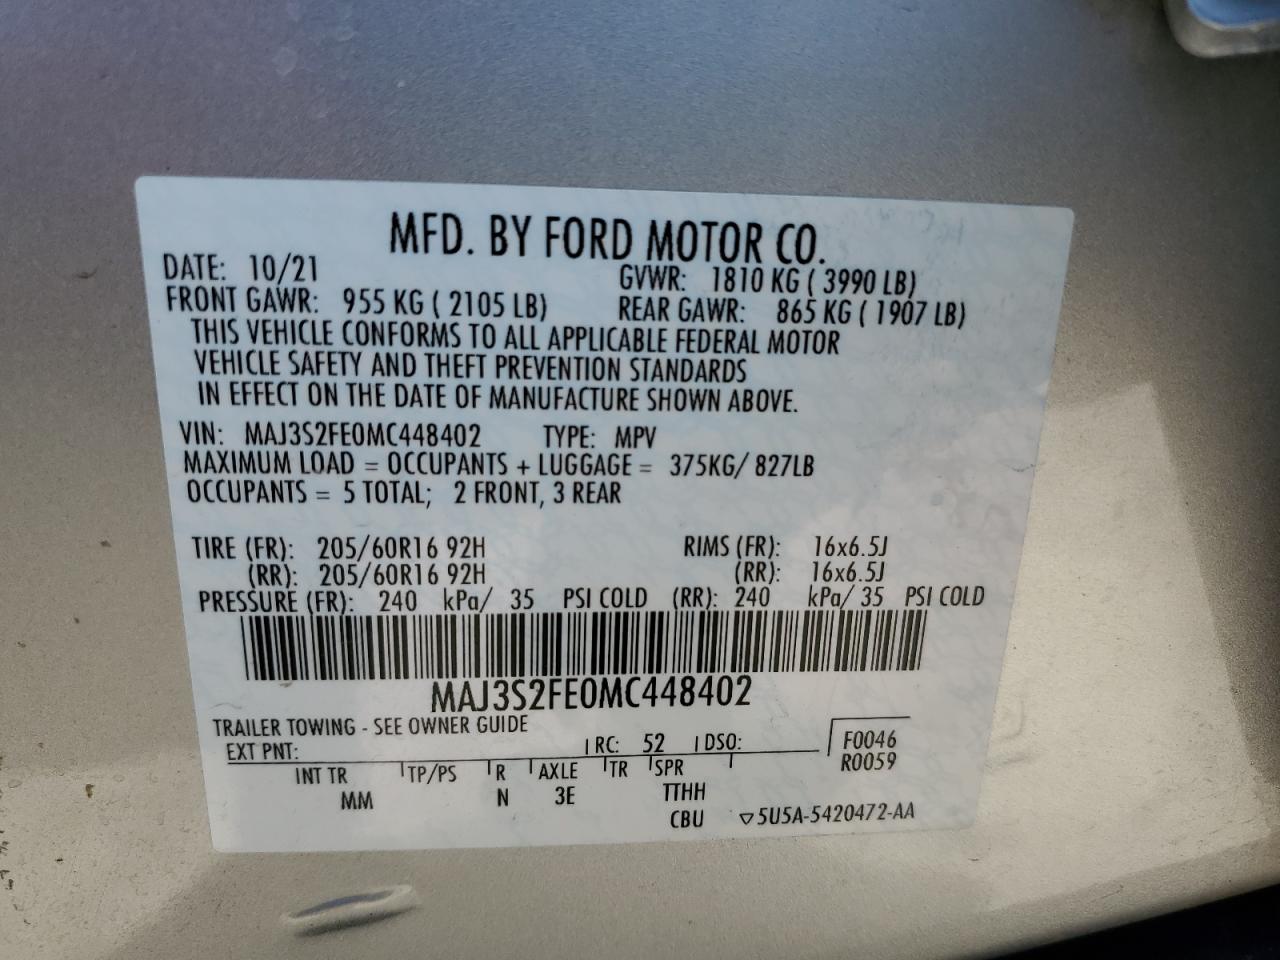 MFD. BY FORD MOTOR CO.
DATE: 10/21 GVWR: 1810 KG ( 3990 LB)
FRONT GAWR: 955 KG ( 2105 LB) REAR GAWR: 865 KG ( 1907 LB)
THIS VEHICLE CONFORMS TO ALL APPLICABLE FEDERAL MOTOR
VEHICLE SAFETY AND THEFT PREVENTION STANDARDS
IN EFFECT ON THE DATE OF MANUFACTURE SHOWN ABOVE.
VIN: MAJ3S2FE0MC448402 TYPE: MPV
MAXIMUM LOAD = OCCUPANTS + LUGGAGE = 375KG/ 827LB
OCCUPANTS = 5 TOTAL; 2 FRONT, 3 REAR
TIRE (FR): 205/60R16 92H RIMS (FR): 16x6.5J
(RR): 205/60R16 92H (RR): 16x6.5J
PRESSURE (FR): 240 kPa/ 35 PSI COLD (RR): 240 kPa/ 35 PSI COLD
MAJ3S2FE0MC448402
TRAILER TOWING - SEE OWNER GUIDE
EXT PNT: RC: 52 DSO: F0046
INT TR TP/PS R AXLE TR SPR R0059
MM N 3E TTHH
CBU ▽5U5A-5420472-AA